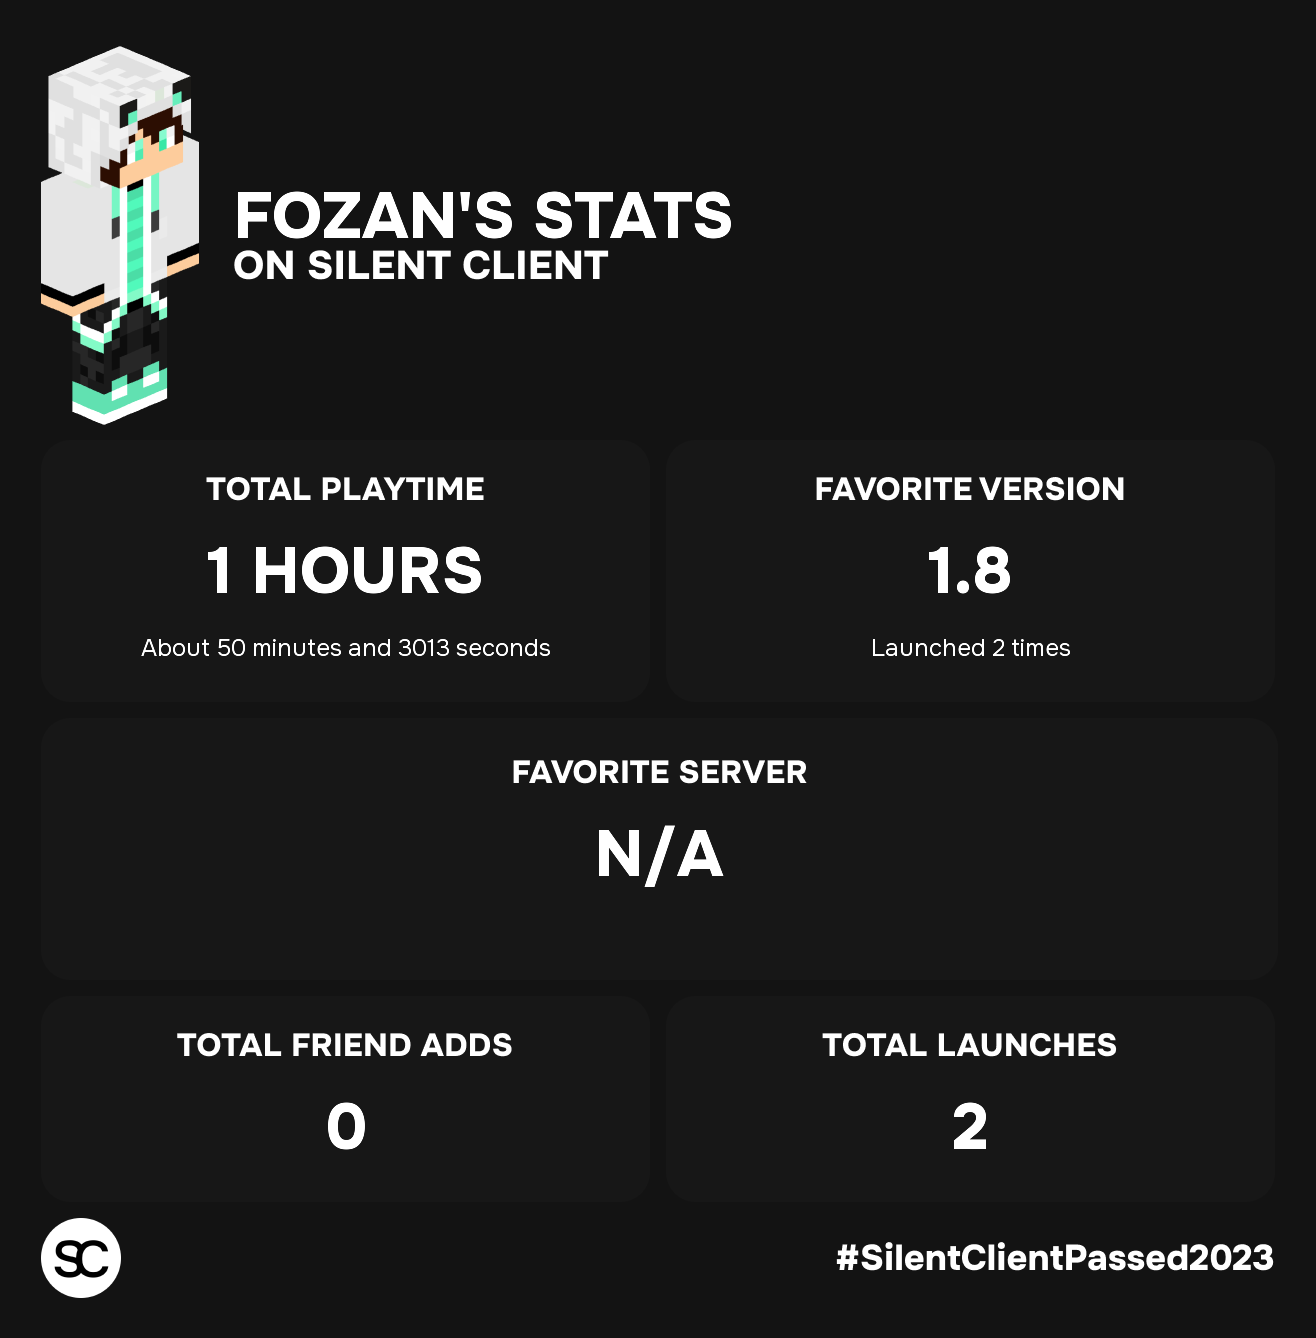 FOZAN'S STATS
ON SILENT CLIENT
TOTAL PLAYTIME
1 HOURS
About 50 minutes and 3013 seconds
FAVORITE VERSION
1.8
Launched 2 times
FAVORITE SERVER
N/A
TOTAL FRIEND ADDS
0
TOTAL LAUNCHES
2
SC
#SilentClientPassed2023